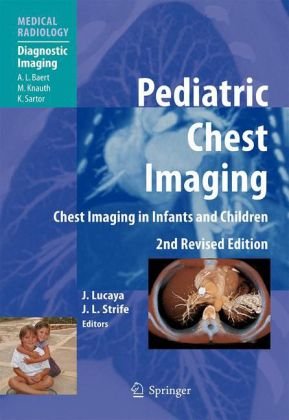 MEDICAL
RADIOLOGY
Diagnostic
Imaging
A. L. Baert
M. Knauth
K. Sartor
Pediatric
Chest
Imaging
Chest Imaging in Infants and Children
2nd Revised Edition
J. Lucaya
J. L. Strife
Editors
Springer